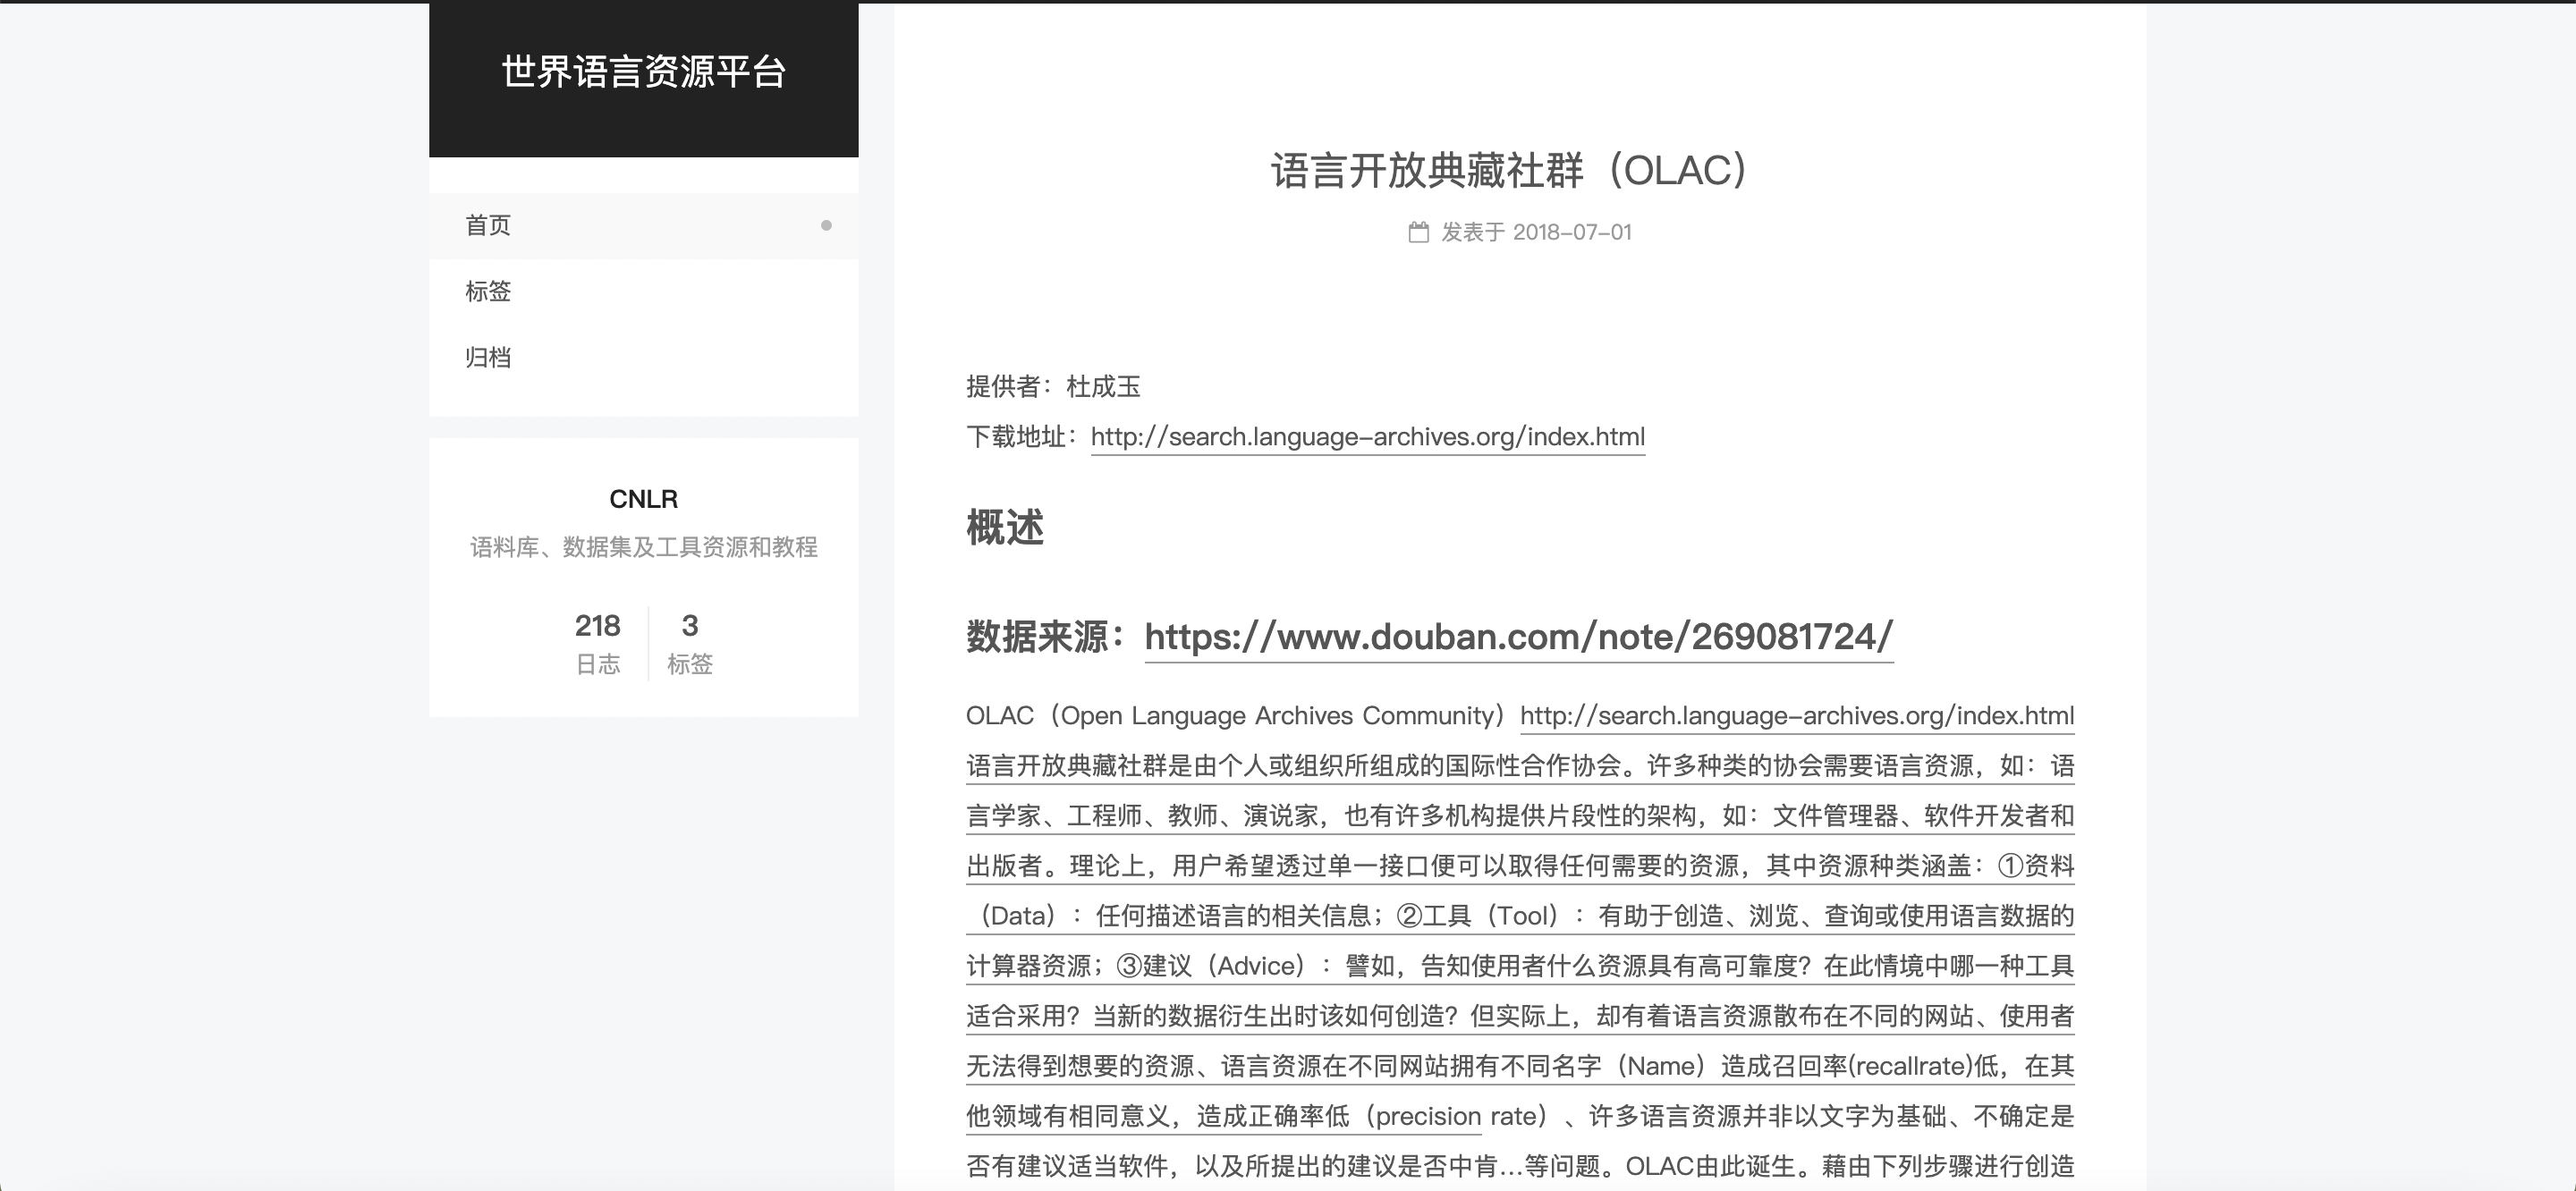 世界语言资源平台
首页
标签
归档
CNLR
语料库、数据集及工具资源和教程
218
日志
3
标签
语言开放典藏社群（OLAC）
发表于 2018-07-01
提供者：杜成玉
下载地址：http://search.language-archives.org/index.html
概述
数据来源：https://www.douban.com/note/269081724/
OLAC（Open Language Archives Community）http://search.language-archives.org/index.html
语言开放典藏社群是由个人或组织所组成的国际性合作协会。许多种类的协会需要语言资源，如：语
言学家、工程师、教师、演说家，也有许多机构提供片段性的架构，如：文件管理器、软件开发者和
出版者。理论上，用户希望透过单一接口便可以取得任何需要的资源，其中资源种类涵盖：①资料
（Data）：任何描述语言的相关信息；②工具（Tool）：有助于创造、浏览、查询或使用语言数据的
计算器资源；③建议（Advice）：譬如，告知使用者什么资源具有高可靠度？在此情境中哪一种工具
适合采用？当新的数据衍生出时该如何创造？但实际上，却有着语言资源散布在不同的网站、使用者
无法得到想要的资源、语言资源在不同网站拥有不同名字（Name）造成召回率(recallrate)低，在其
他领域有相同意义，造成正确率低（precision rate）、许多语言资源并非以文字为基础、不确定是
否有建议适当软件，以及所提出的建议是否中肯…等问题。OLAC由此诞生。藉由下列步骤进行创造